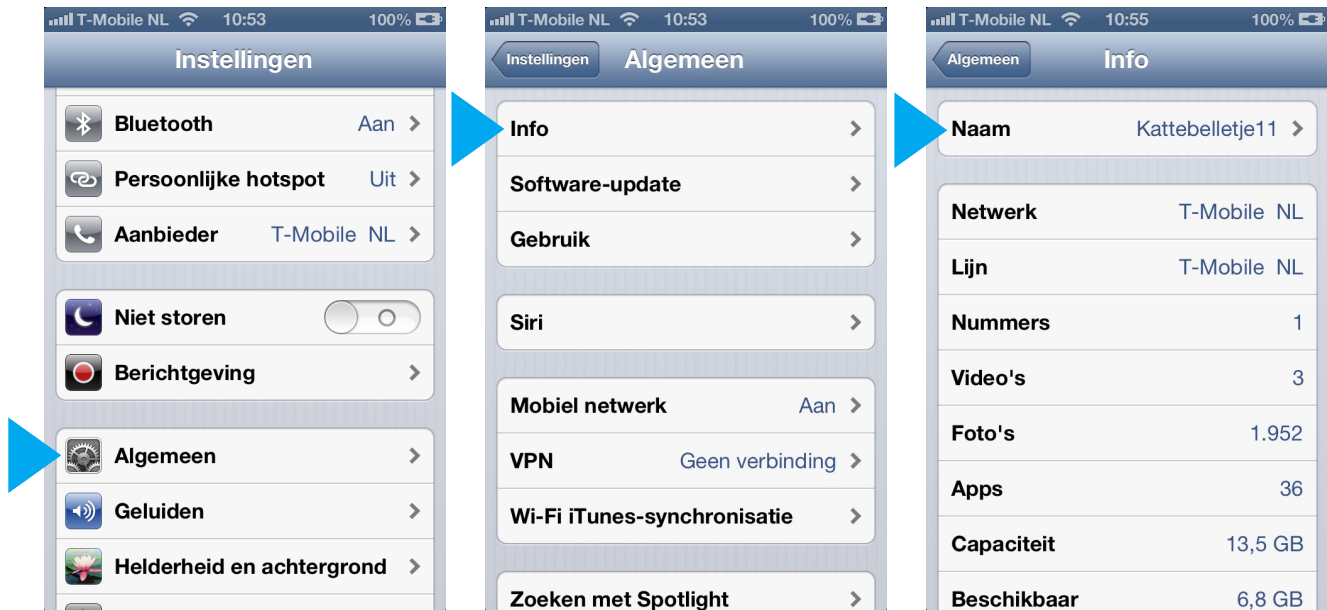 T-Mobile NL 10:53 100%
Instellingen
Bluetooth Aan
Persoonlijke hotspot Uit
Aanbieder T-Mobile NL
Niet storen
Berichtgeving
Algemeen
Geluiden
Helderheid en achtergrond
T-Mobile NL 10:53 100%
Instellingen Algemeen
Info
Software-update
Gebruik
Siri
Mobiel netwerk Aan
VPN Geen verbinding
Wi-Fi iTunes-synchronisatie
Zoeken met Spotlight
T-Mobile NL 10:55 100%
Algemeen Info
Naam Kattebelletje11
Netwerk T-Mobile NL
Lijn T-Mobile NL
Nummers 1
Video's 3
Foto's 1.952
Apps 36
Capaciteit 13,5 GB
Beschikbaar 6,8 GB